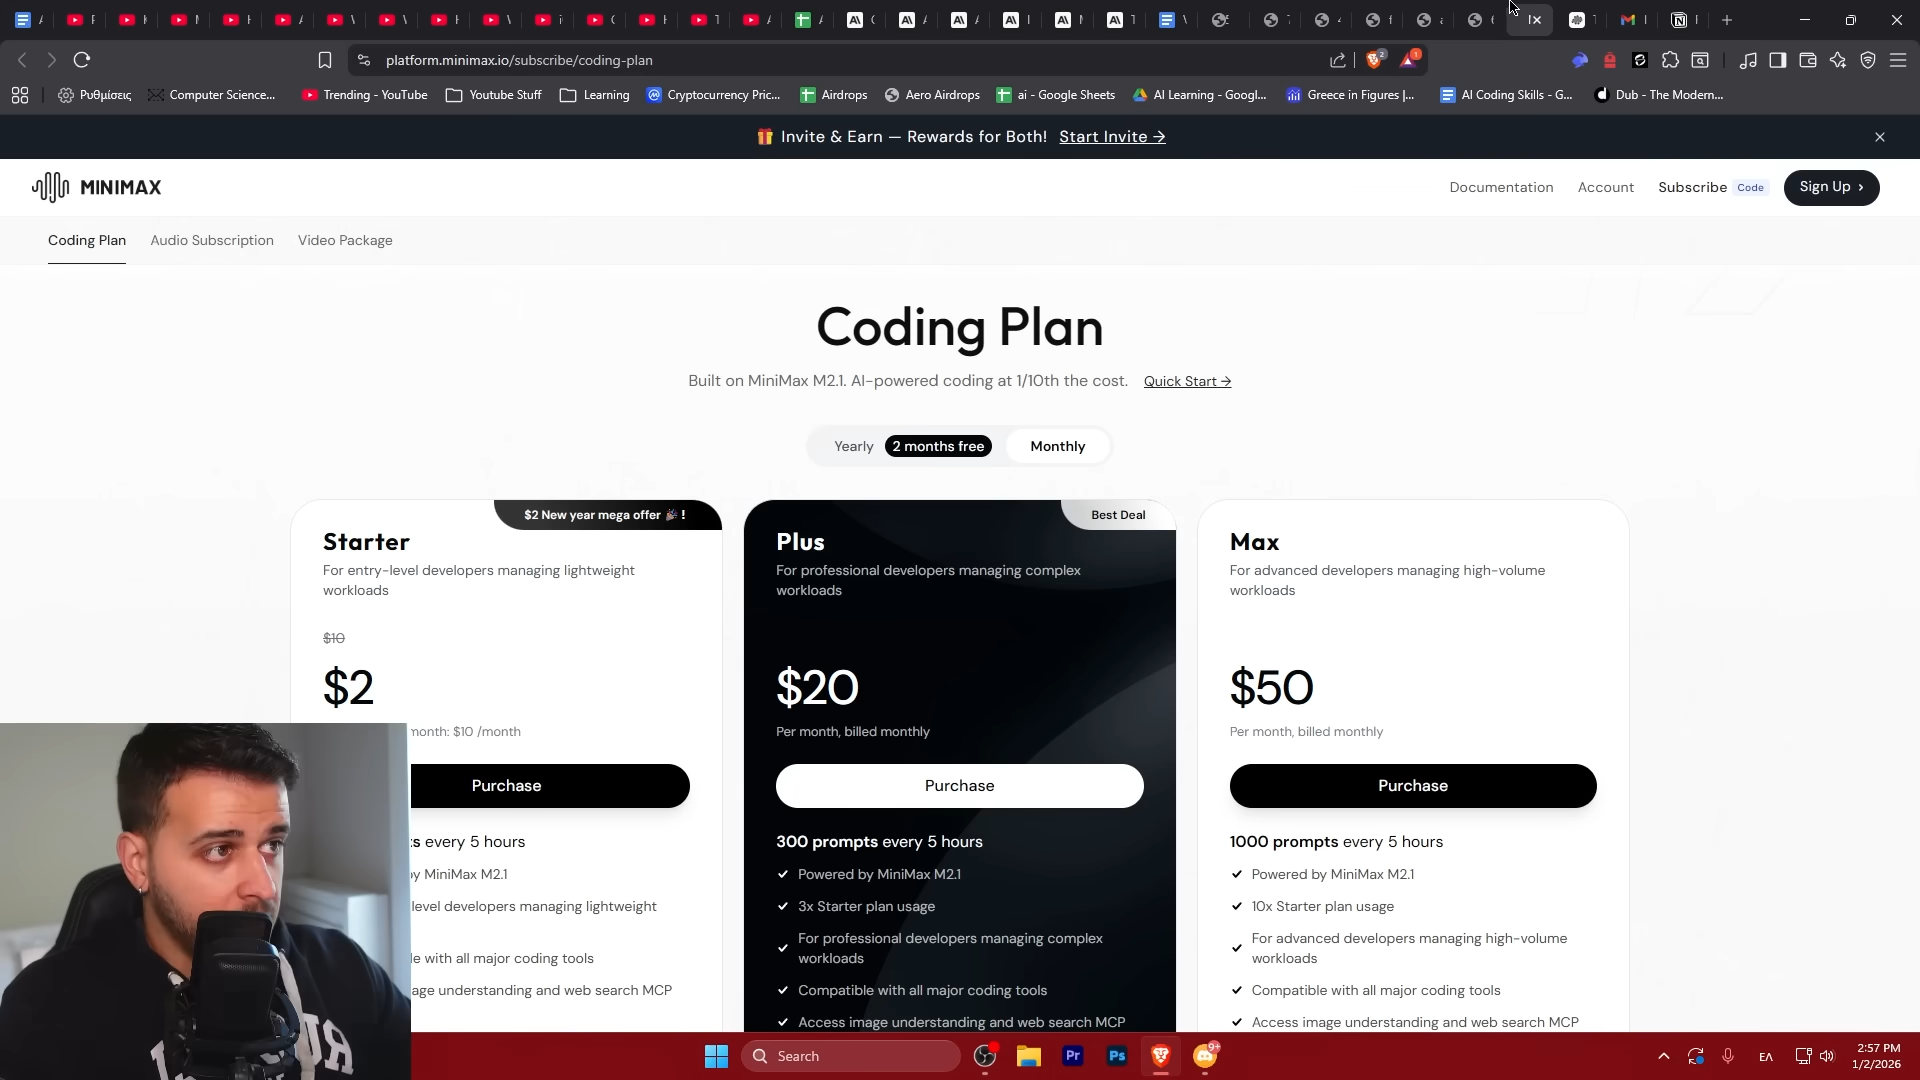 platform.minimax.io/subscribe/coding-plan
2
1
Ρυθμίσεις
Computer Science...
Trending - YouTube
Youtube Stuff
Learning
Cryptocurrency Pric...
Airdrops
Aero Airdrops
ai - Google Sheets
AI Learning - Googl...
Greece in Figures |...
AI Coding Skills - G...
Dub - The Modern...
Invite & Earn — Rewards for Both! Start Invite →
MINIMAX
Documentation
Account
Subscribe Code
Sign Up ›
Coding Plan
Audio Subscription
Video Package
Coding Plan
Built on MiniMax M2.1. AI-powered coding at 1/10th the cost. Quick Start →
Yearly 2 months free
Monthly
$2 New year mega offer 🎉 !
Starter
For entry-level developers managing lightweight
workloads
$10
$2
month: $10 /month
Purchase
every 5 hours
by MiniMax M2.1
level developers managing lightweight
with all major coding tools
age understanding and web search MCP
Best Deal
Plus
For professional developers managing complex
workloads
$20
Per month, billed monthly
Purchase
300 prompts every 5 hours
Powered by MiniMax M2.1
3x Starter plan usage
For professional developers managing complex
workloads
Compatible with all major coding tools
Access image understanding and web search MCP
Max
For advanced developers managing high-volume
workloads
$50
Per month, billed monthly
Purchase
1000 prompts every 5 hours
Powered by MiniMax M2.1
10x Starter plan usage
For advanced developers managing high-volume
workloads
Compatible with all major coding tools
Access image understanding and web search MCP
Search
Pr
Ps
9+
ΕΛ
2:57 PM
1/2/2026